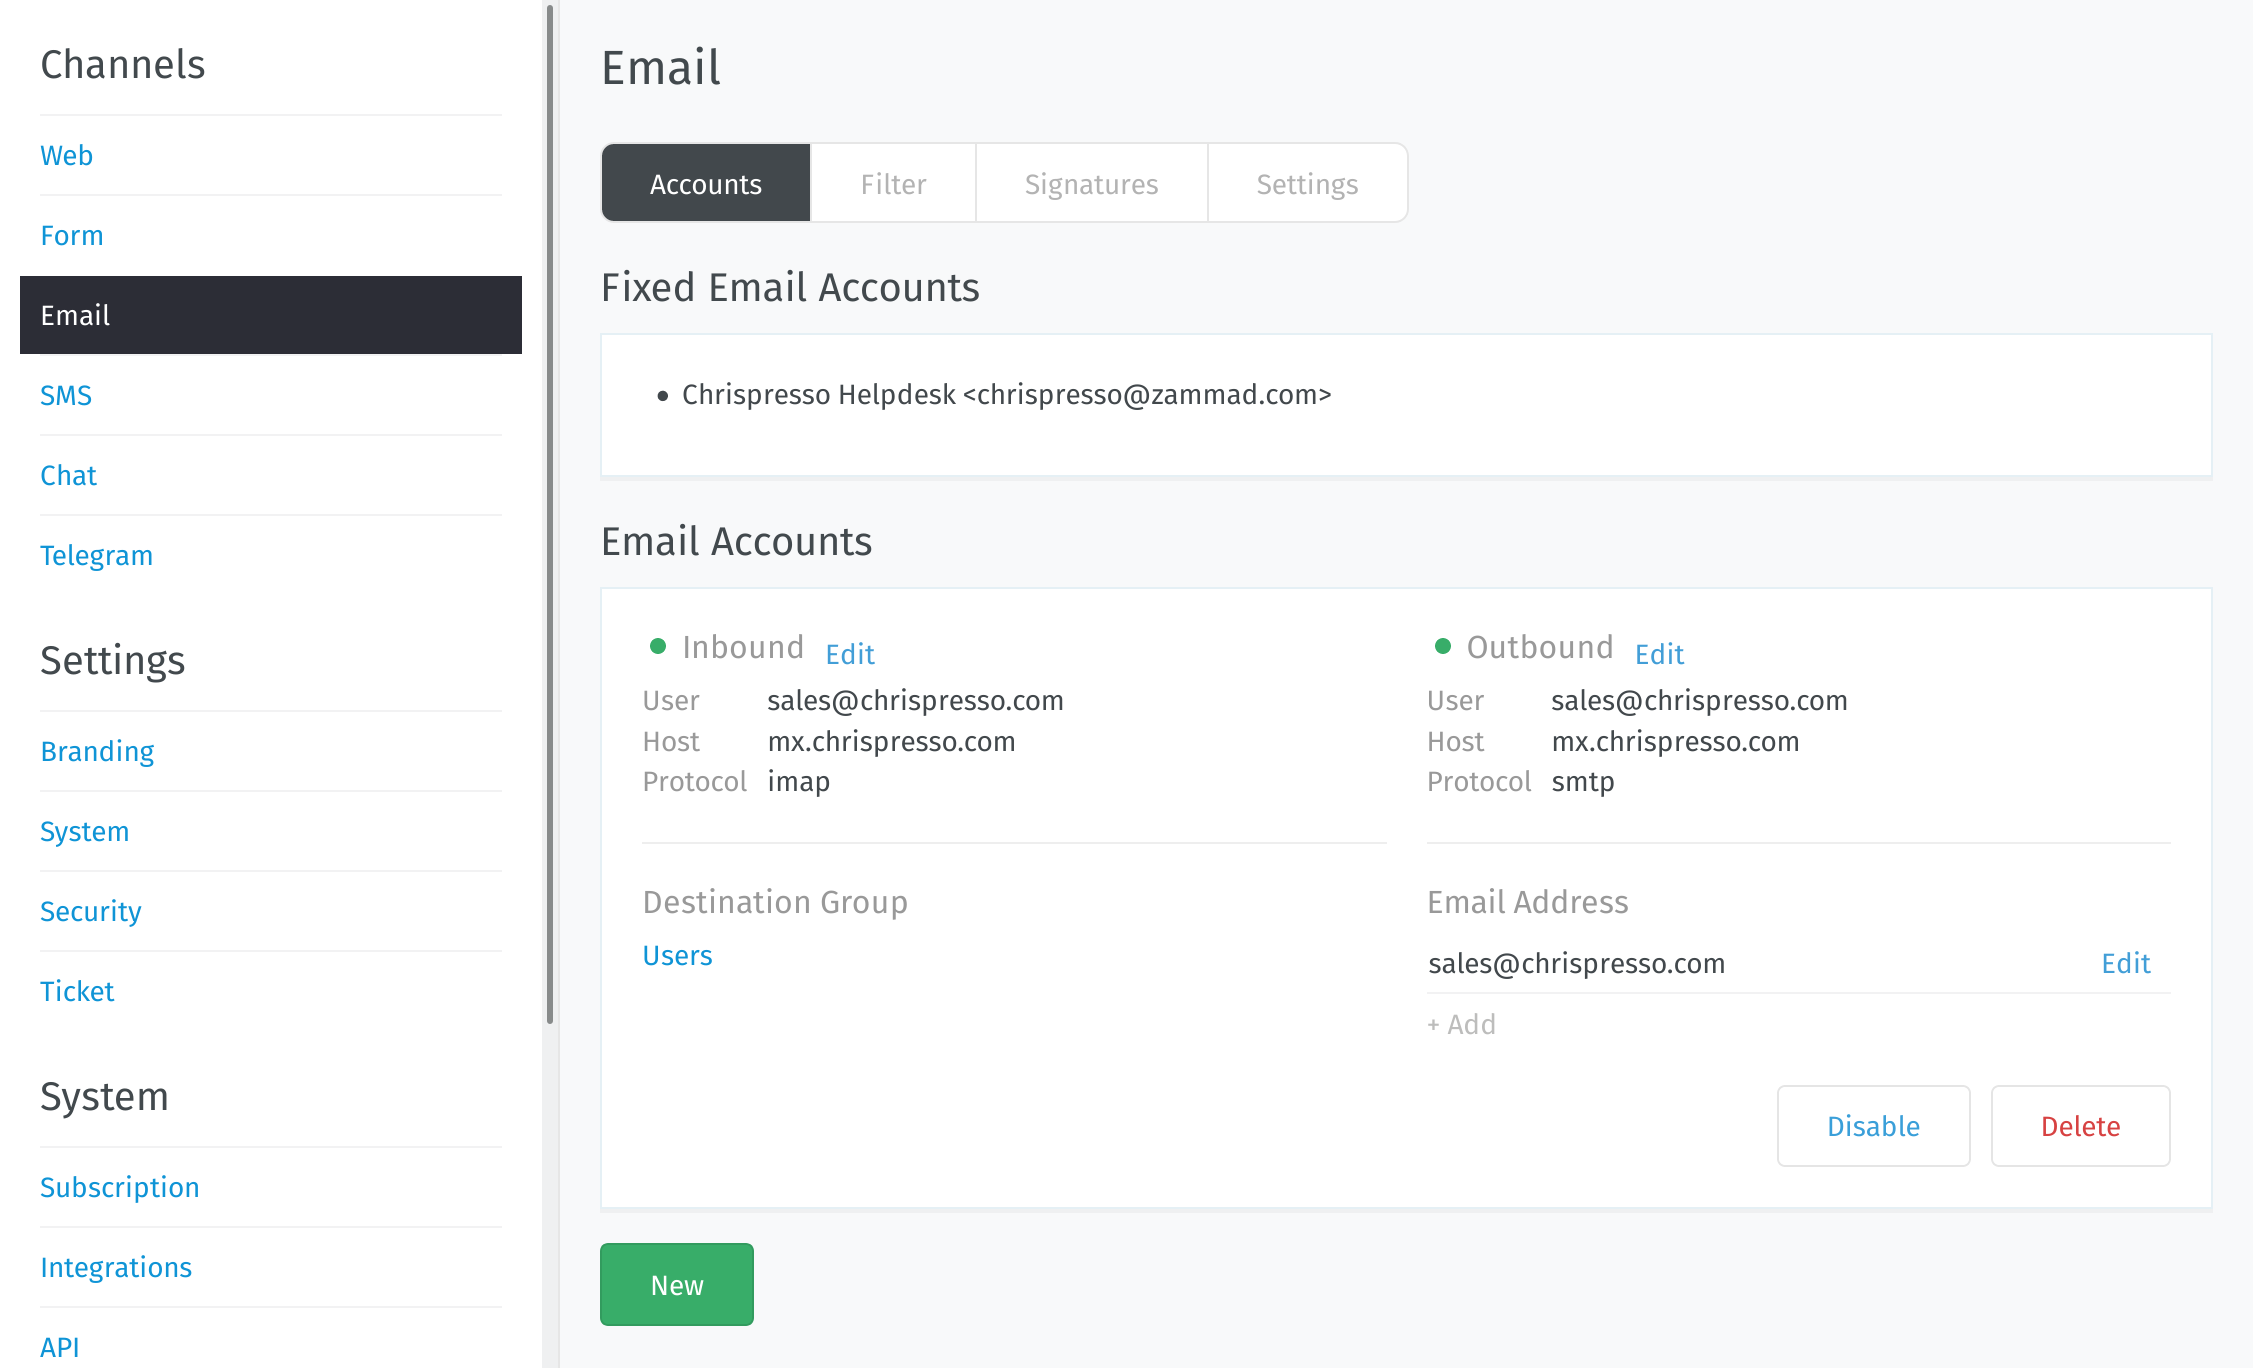 Channels
Web
Form
Email
SMS
Chat
Telegram
Settings
Branding
System
Security
Ticket
System
Subscription
Integrations
API
Email
Accounts Filter Signatures Settings
Fixed Email Accounts
• Chrispresso Helpdesk <chrispresso@zammad.com>
Email Accounts
Inbound Edit
User sales@chrispresso.com
Host mx.chrispresso.com
Protocol imap
Outbound Edit
User sales@chrispresso.com
Host mx.chrispresso.com
Protocol smtp
Destination Group
Users
Email Address
sales@chrispresso.com Edit
+ Add
Disable Delete
New